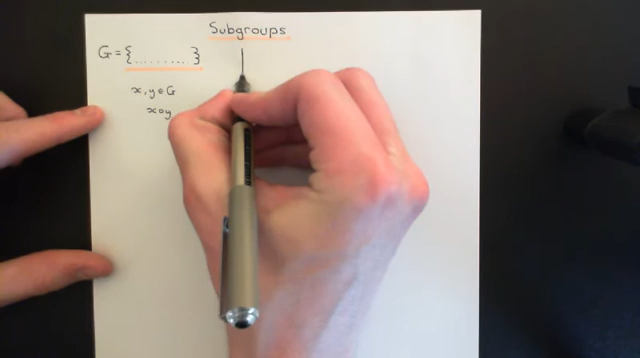 Subgroups
G = {.........}
x, y ∈ G
x∘y